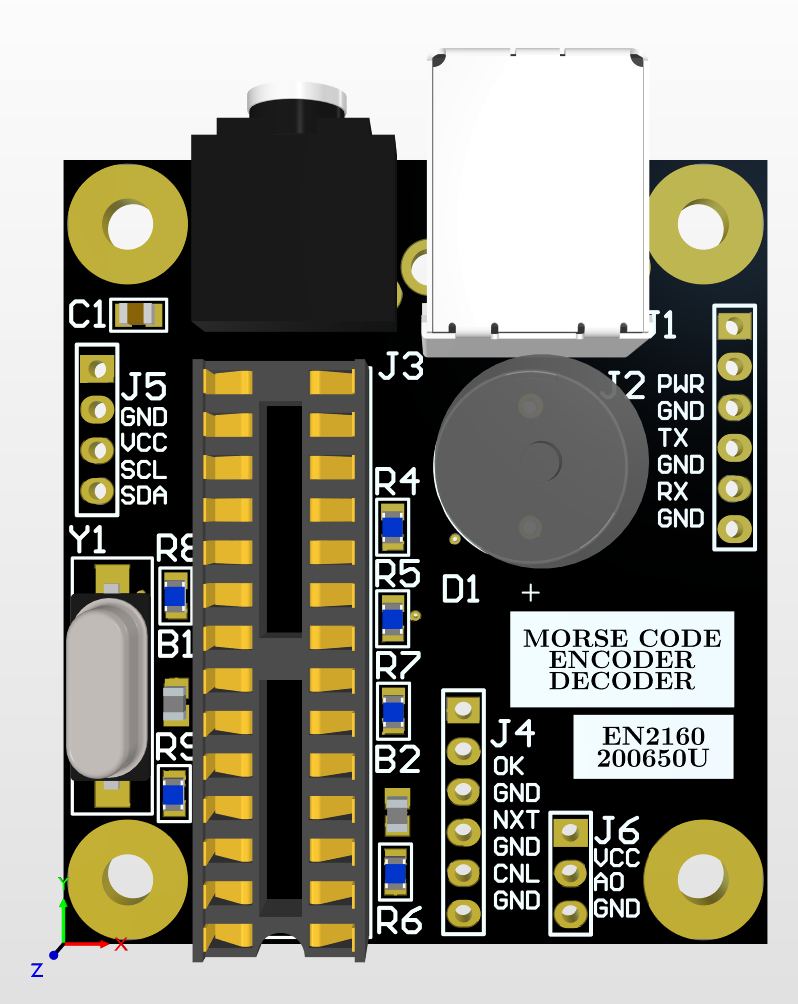 C1
J1
J3
J2
J5
GND
VCC
SCL
SDA
PWR
GND
TX
GND
RX
GND
R4
Y1
R8
R5
D1
+
B1
R7
MORSE CODE
ENCODER
DECODER
R9
B2
J4
OK
GND
NXT
GND
CNL
GND
EN2160
200650U
J6
VCC
AO
GND
R6
Y
X
Z